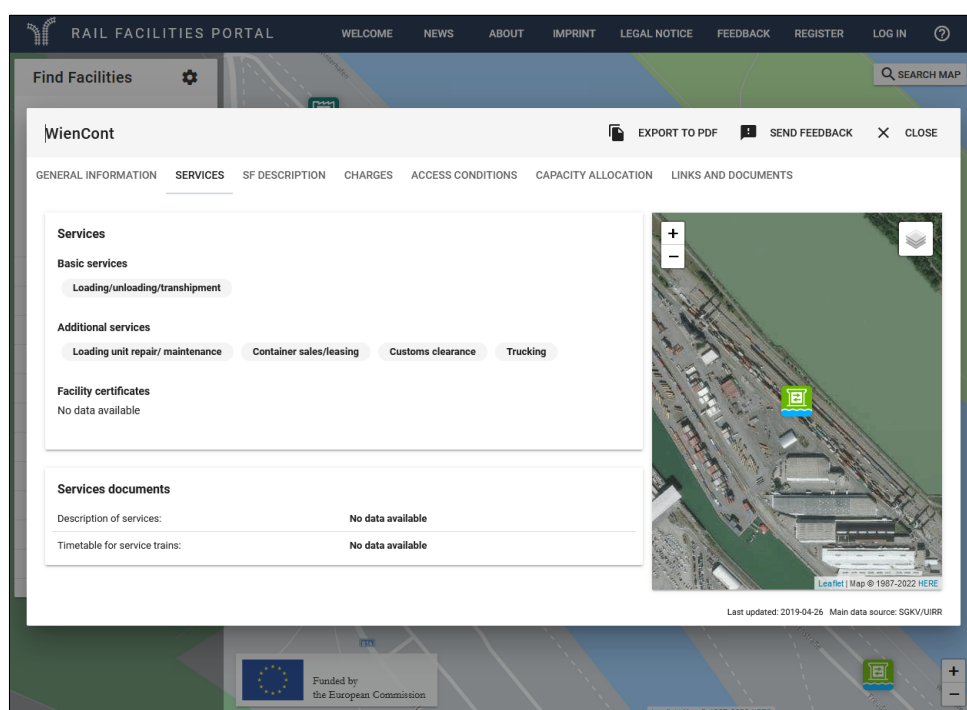 RAIL FACILITIES PORTAL WELCOME NEWS ABOUT IMPRINT LEGAL NOTICE FEEDBACK REGISTER LOG IN ?
Find Facilities SEARCH MAP
WienCont EXPORT TO PDF SEND FEEDBACK CLOSE
GENERAL INFORMATION SERVICES SF DESCRIPTION CHARGES ACCESS CONDITIONS CAPACITY ALLOCATION LINKS AND DOCUMENTS
Services
Basic services
Loading/unloading/transhipment
Additional services
Loading unit repair/ maintenance Container sales/leasing Customs clearance Trucking
Facility certificates
No data available
Services documents
Description of services: No data available
Timetable for service trains: No data available
+
−
Leaflet | Map © 1987-2022 HERE
Last updated: 2019-04-26 Main data source: SGKV/UIRR
Funded by
the European Commission
+
−